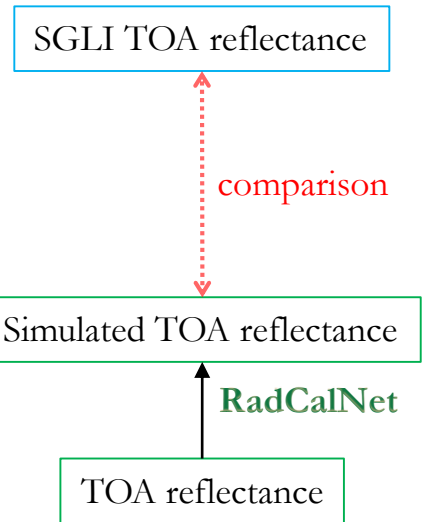 SGLI TOA reflectance
comparison
Simulated TOA reflectance
RadCalNet
TOA reflectance